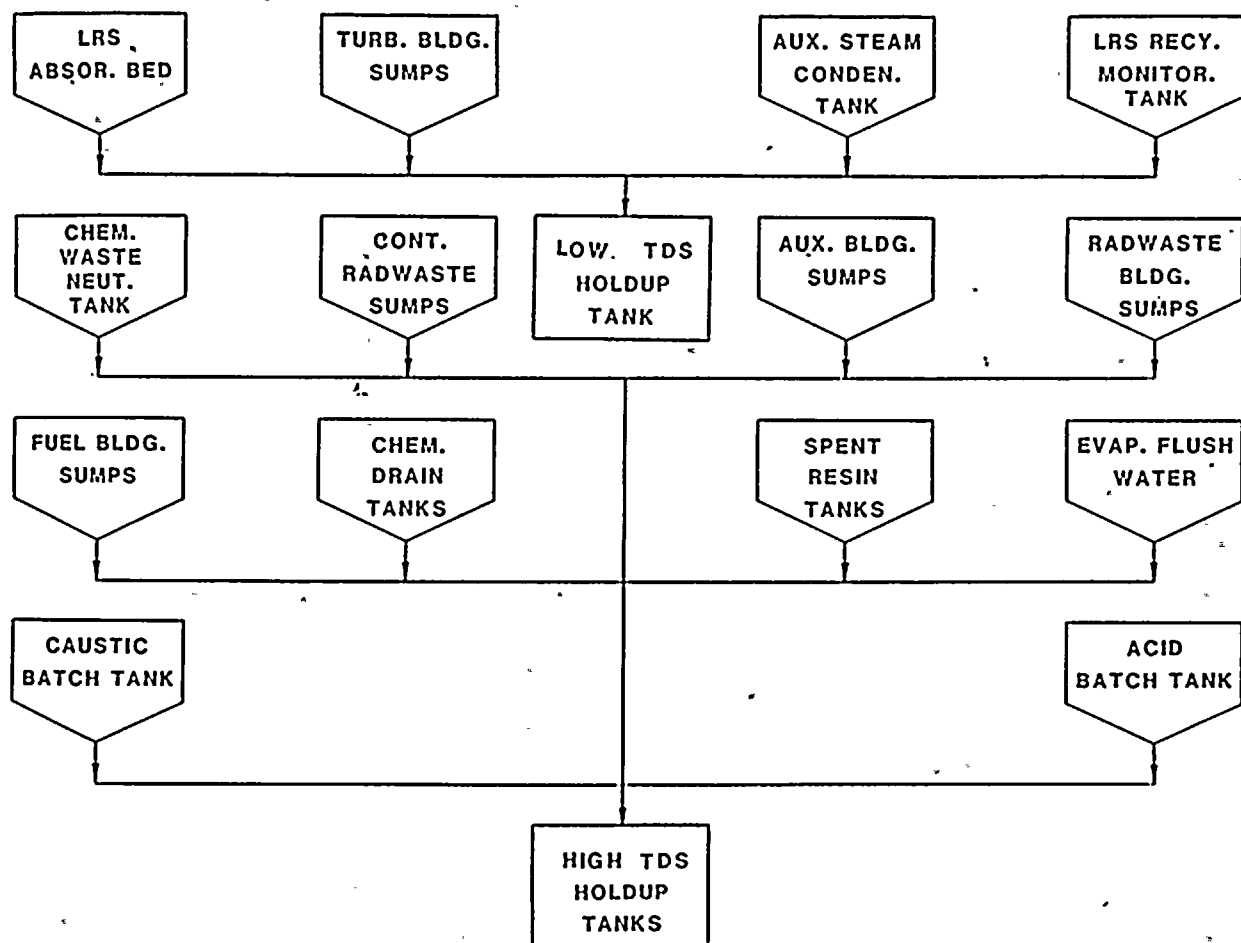 LRS
ABSOR. BED
TURB. BLDG.
SUMPS
AUX. STEAM
CONDEN.
TANK
LRS RECY.
MONITOR.
TANK
CHEM.
WASTE
NEUT.
TANK
CONT.
RADWASTE
SUMPS
LOW. TDS
HOLDUP
TANK
AUX. BLDG.
SUMPS
RADWASTE
BLDG.
SUMPS
FUEL BLDG.
SUMPS
CHEM.
DRAIN
TANKS
SPENT
RESIN
TANKS
EVAP. FLUSH
WATER
CAUSTIC
BATCH TANK
ACID
BATCH TANK
HIGH TDS
HOLDUP
TANKS